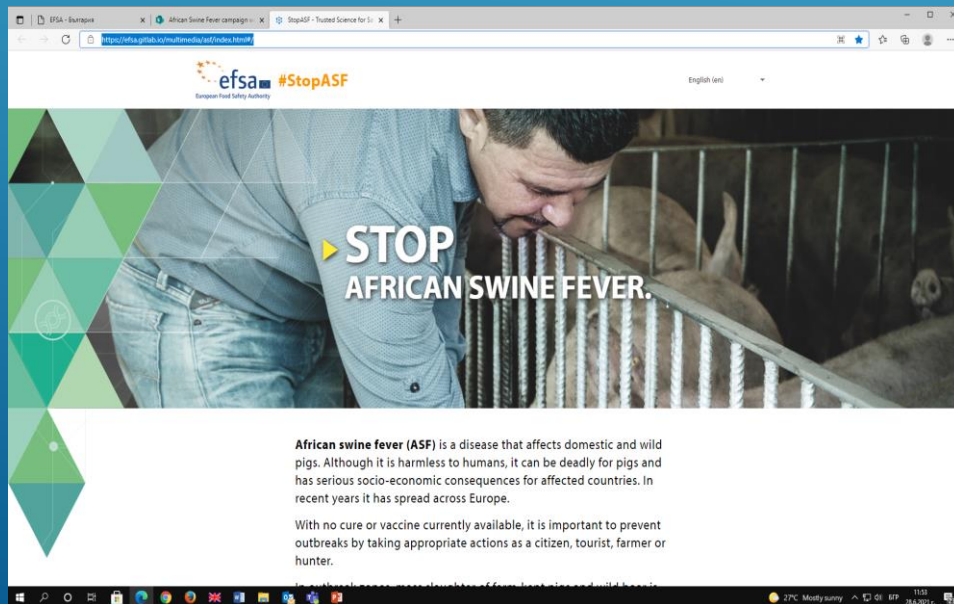 EFSA - България
African Swine Fever campaign
StopASF - Trusted Science for Sa
https://efsa.gitlab.io/multimedia/asf/index.html#/
efsa
European Food Safety Authority
#StopASF
English (en)
STOP
AFRICAN SWINE FEVER.
African swine fever (ASF) is a disease that affects domestic and wild
pigs. Although it is harmless to humans, it can be deadly for pigs and
has serious socio-economic consequences for affected countries. In
recent years it has spread across Europe.
With no cure or vaccine currently available, it is important to prevent
outbreaks by taking appropriate actions as a citizen, tourist, farmer or
hunter.
27°C Mostly sunny
БГР
11:53
28.6.2021 г.